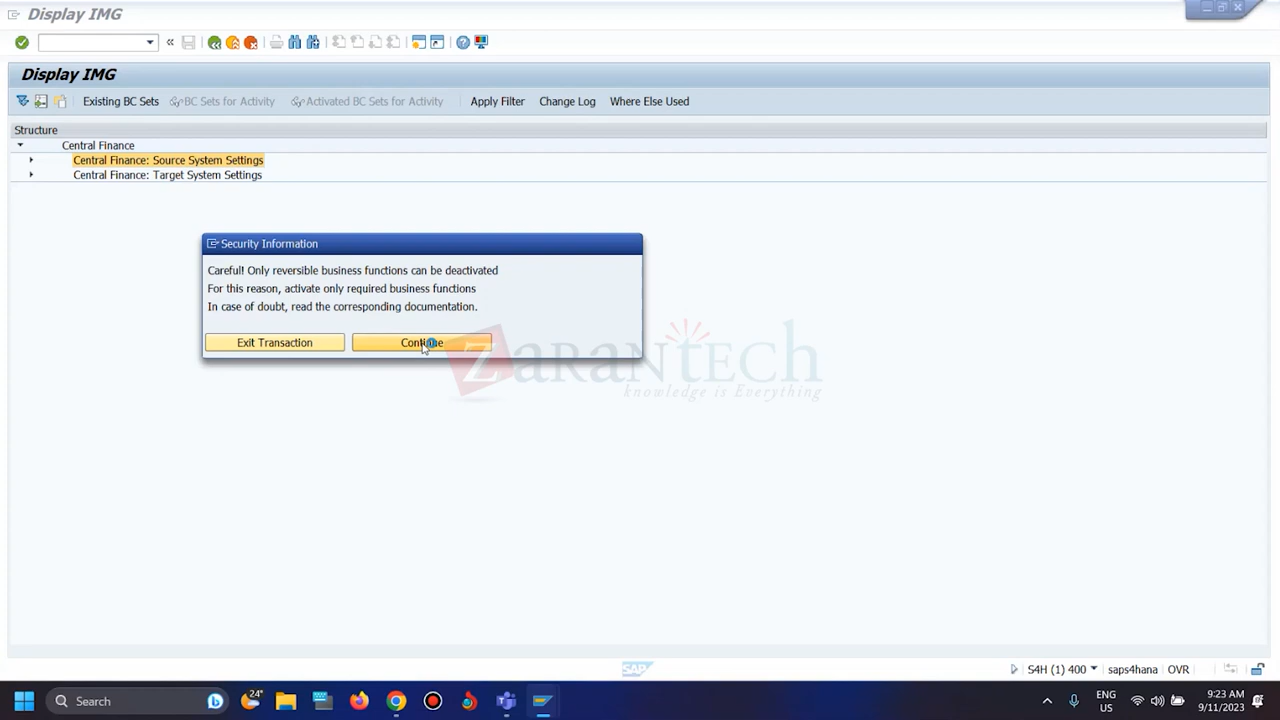 Display IMG
Display IMG
Existing BC Sets BC Sets for Activity Activated BC Sets for Activity Apply Filter Change Log Where Else Used
Structure
Central Finance
Central Finance: Source System Settings
Central Finance: Target System Settings
Security Information
Careful! Only reversible business functions can be deactivated
For this reason, activate only required business functions
In case of doubt, read the corresponding documentation.
Exit Transaction Continue
ZARANTECH
knowledge is Everything
SAP
S4H (1) 400 saps4hana OVR
Search
24°
ENG
US
9:23 AM
9/11/2023